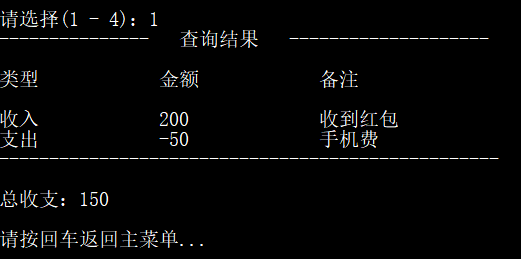 请选择(1 - 4): 1
--------------- 查询结果 --------------------
类型 金额 备注
收入 200 收到红包
支出 -50 手机费
--------------------------------------------------
总收支: 150
请按回车返回主菜单...